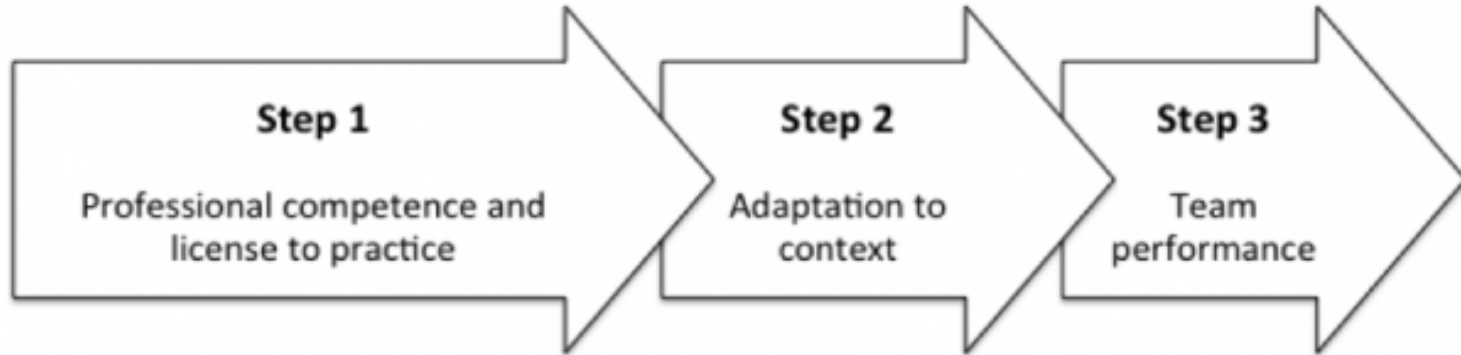 Step 1
Professional competence and
license to practice
Step 2
Adaptation to
context
Step 3
Team
performance